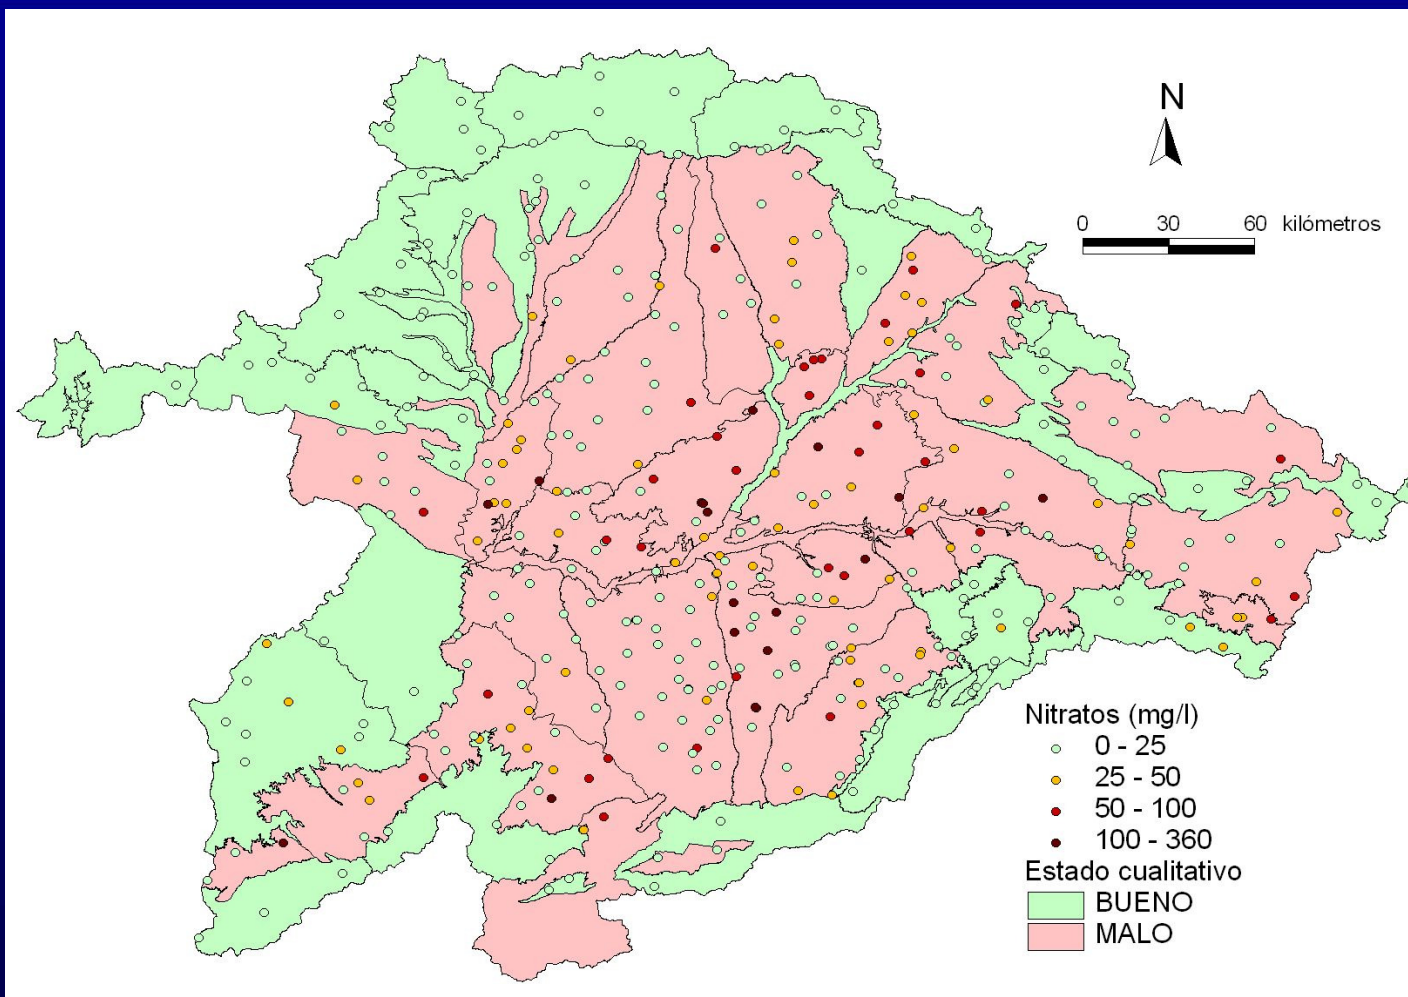 N
0 30 60 kilómetros
Nitratos (mg/l)
0 - 25
25 - 50
50 - 100
100 - 360
Estado cualitativo
BUENO
MALO